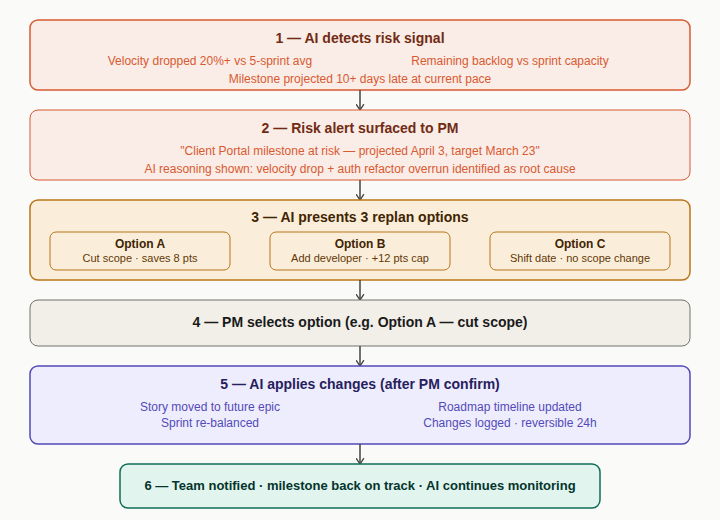 1 — AI detects risk signal
Velocity dropped 20%+ vs 5-sprint avg
Remaining backlog vs sprint capacity
Milestone projected 10+ days late at current pace
2 — Risk alert surfaced to PM
"Client Portal milestone at risk — projected April 3, target March 23"
AI reasoning shown: velocity drop + auth refactor overrun identified as root cause
3 — AI presents 3 replan options
Option A
Cut scope · saves 8 pts
Option B
Add developer · +12 pts cap
Option C
Shift date · no scope change
4 — PM selects option (e.g. Option A — cut scope)
5 — AI applies changes (after PM confirm)
Story moved to future epic
Sprint re-balanced
Roadmap timeline updated
Changes logged · reversible 24h
6 — Team notified · milestone back on track · AI continues monitoring